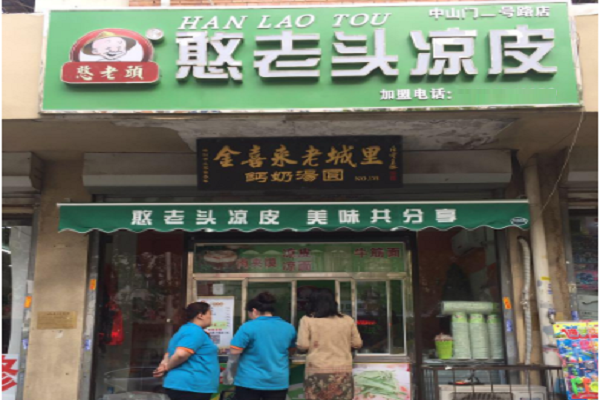 HAN LAO TOU
中山门二号路店
憨老头凉皮
憨老頭
加盟电话:
全喜来老城里
鲜奶汤圆
憨老头凉皮 美味共分享